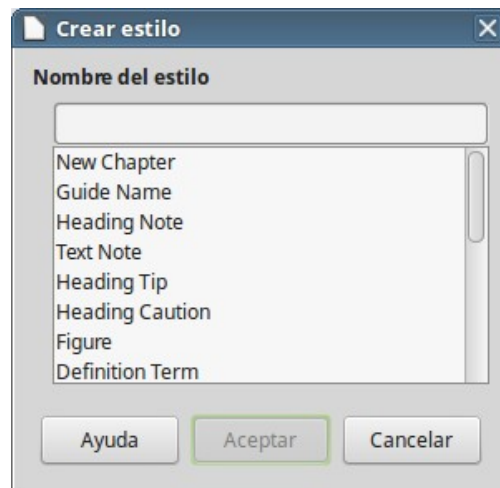 Crear estilo
Nombre del estilo
New Chapter
Guide Name
Heading Note
Text Note
Heading Tip
Heading Caution
Figure
Definition Term
Ayuda Aceptar Cancelar